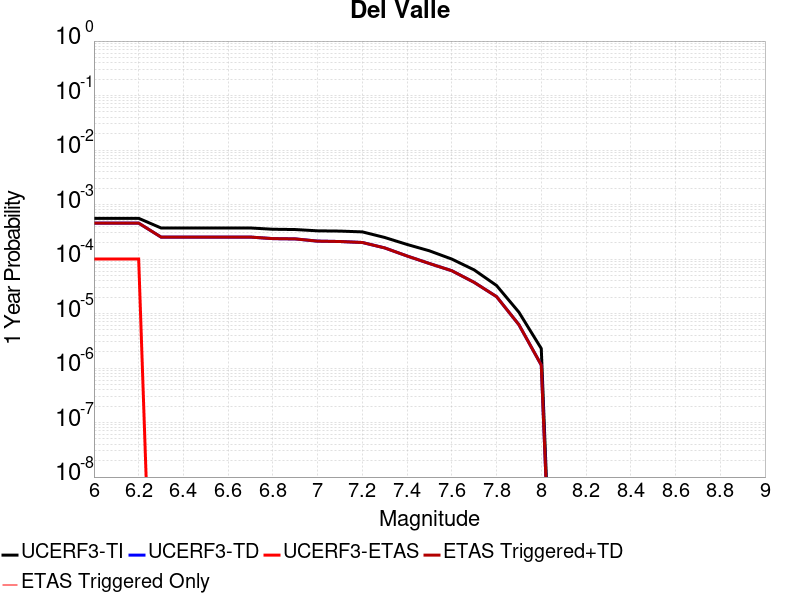 Del Valle
10^0
10^-1
10^-2
10^-3
10^-4
10^-5
10^-6
10^-7
10^-8
1 Year Probability
6 6.2 6.4 6.6 6.8 7 7.2 7.4 7.6 7.8 8 8.2 8.4 8.6 8.8 9
Magnitude
UCERF3-TI UCERF3-TD UCERF3-ETAS ETAS Triggered+TD
ETAS Triggered Only